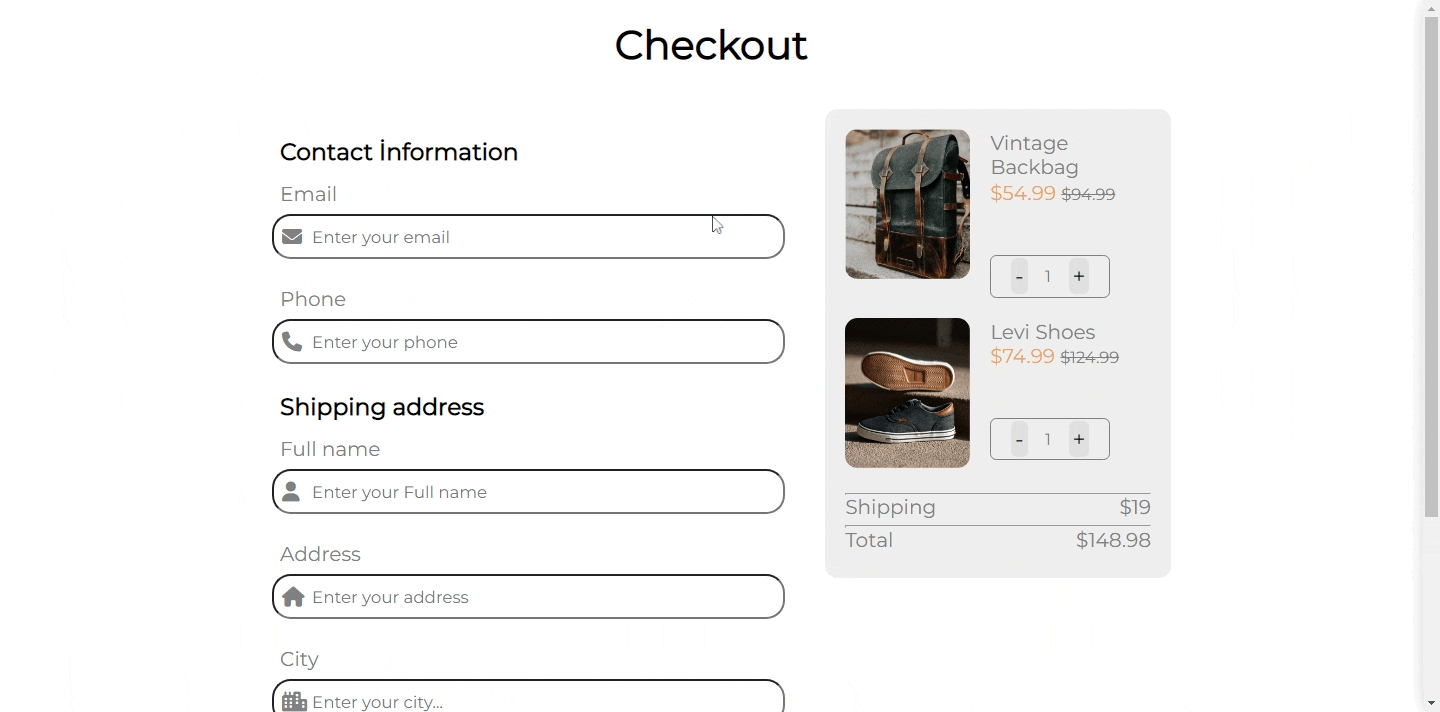 Checkout
Contact İnformation
Email
Enter your email
Phone
Enter your phone
Shipping address
Full name
Enter your Full name
Address
Enter your address
City
Enter your city...
Vintage
Backbag
$54.99 $94.99
- 1 +
Levi Shoes
$74.99 $124.99
- 1 +
Shipping $19
Total $148.98